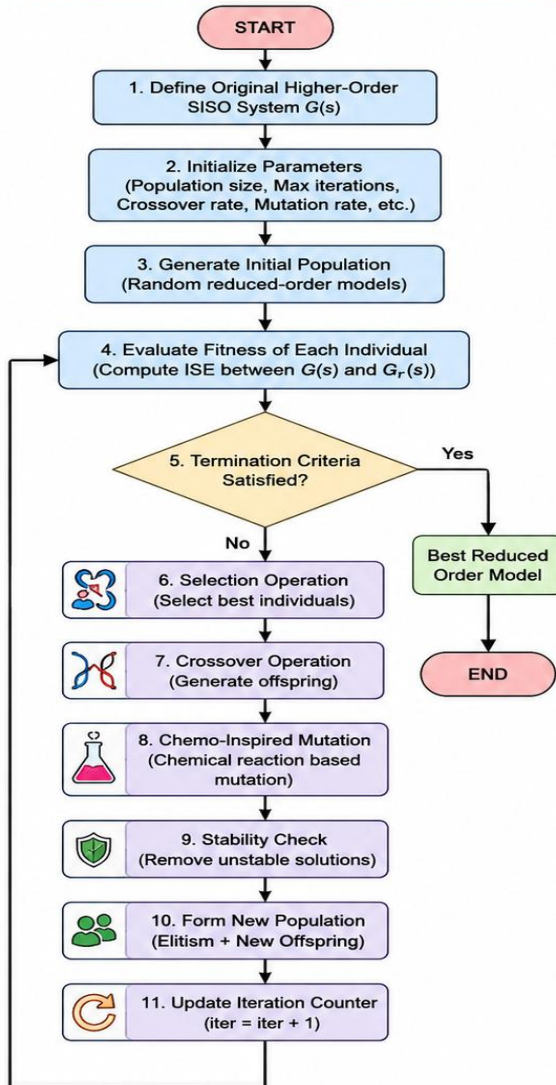 START
1. Define Original Higher-Order
SISO System G(s)
2. Initialize Parameters
(Population size, Max iterations,
Crossover rate, Mutation rate, etc.)
3. Generate Initial Population
(Random reduced-order models)
4. Evaluate Fitness of Each Individual
(Compute ISE between G(s) and Gᵣ(s))
5. Termination Criteria
Satisfied?
Yes
No
Best Reduced
Order Model
END
6. Selection Operation
(Select best individuals)
7. Crossover Operation
(Generate offspring)
8. Chemo-Inspired Mutation
(Chemical reaction based
mutation)
9. Stability Check
(Remove unstable solutions)
10. Form New Population
(Elitism + New Offspring)
11. Update Iteration Counter
(iter = iter + 1)